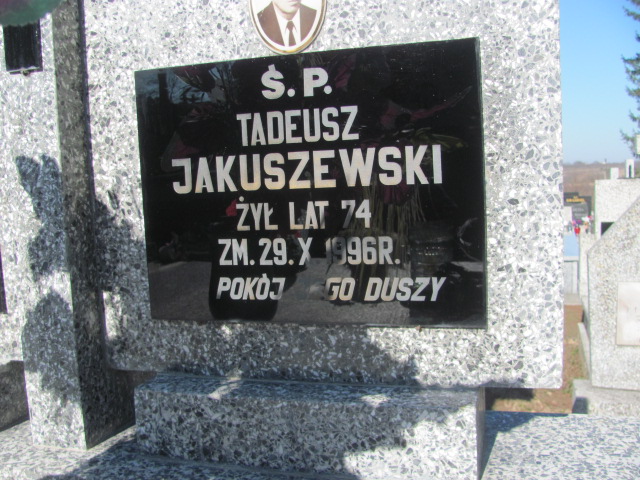 Ś.P.
TADEUSZ
JAKUSZEWSKI
ŻYŁ LAT 74
ZM. 29. X 1996R.
POKÓJ GO DUSZY